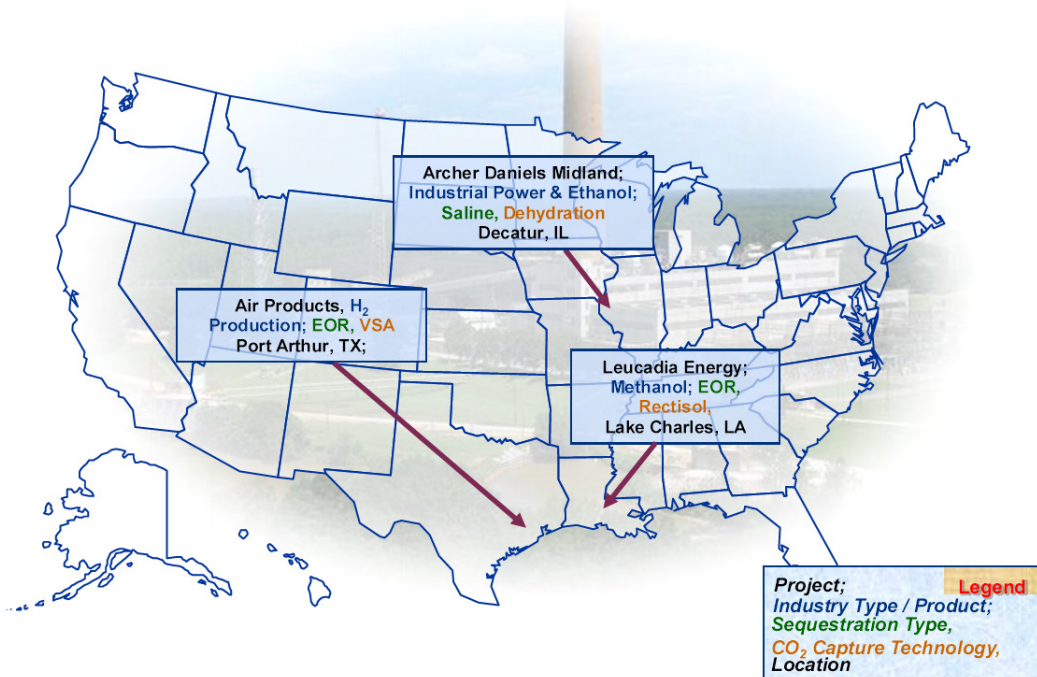 Archer Daniels Midland;
Industrial Power & Ethanol;
Saline, Dehydration
Decatur, IL
Air Products, H₂
Production; EOR, VSA
Port Arthur, TX;
Leucadia Energy;
Methanol; EOR,
Rectisol,
Lake Charles, LA
Legend
Project;
Industry Type / Product;
Sequestration Type,
CO₂ Capture Technology,
Location